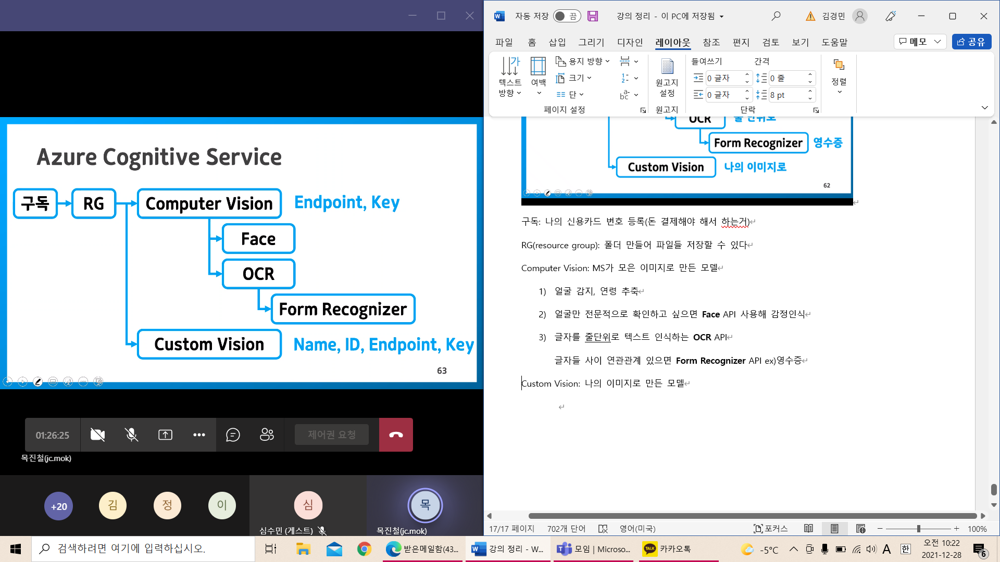 Azure Cognitive Service
구독
RG
Computer Vision
Endpoint, Key
Face
OCR
Form Recognizer
Custom Vision
Name, ID, Endpoint, Key
63
01:26:25
제어권 요청
목진철(jc.mok)
+20
김
정
이
심
목
심수민 (게스트)
목진철(jc.mok)
자동 저장
끔
강의 정리 - 이 PC에 저장됨
김경민
파일 홈 삽입 그리기 디자인 레이아웃 참조 편지 검토 보기 도움말
메모
공유
텍스트 방향
여백
용지 방향
크기
단
페이지 설정
원고지 설정
원고지
들여쓰기
간격
0 글자
0 줄
0 글자
8 pt
단락
정렬
OCR
줄 단위로
Form Recognizer
영수증
Custom Vision
나의 이미지로
62
구독: 나의 신용카드 번호 등록(돈 결제해야 해서 하는거)
RG(resource group): 폴더 만들어 파일들 저장할 수 있다
Computer Vision: MS가 모은 이미지로 만든 모델
1) 얼굴 감지, 연령 추축
2) 얼굴만 전문적으로 확인하고 싶으면 Face API 사용해 감정인식
3) 글자를 줄단위로 텍스트 인식하는 OCR API
글자들 사이 연관관계 있으면 Form Recognizer API ex)영수증
Custom Vision: 나의 이미지로 만든 모델
17/17 페이지
702개 단어
영어(미국)
포커스
100%
검색하려면 여기에 입력하십시오.
받은메일함(43...
강의 정리 - W...
모임 | Microso...
카카오톡
-5°C
A
한
오전 10:22
2021-12-28
6